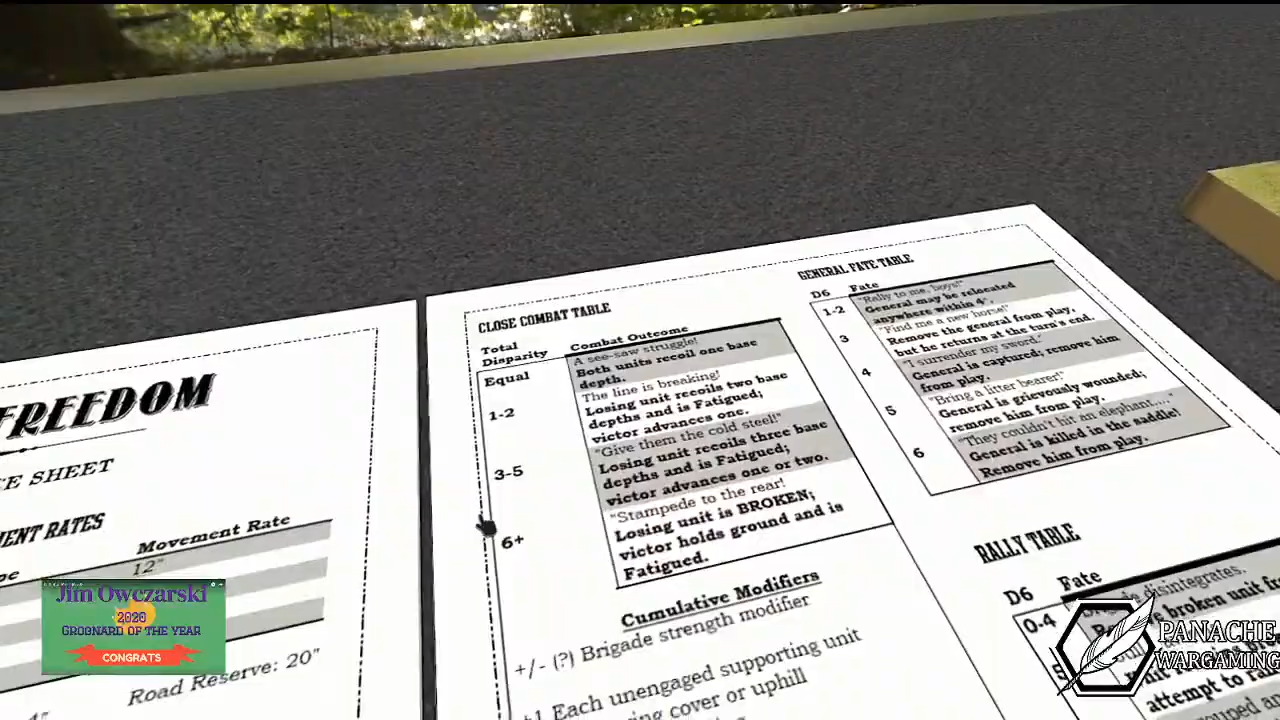 FREEDOM
SHEET
MOVEMENT RATES
Movement Rate
12"
Road Reserve: 20"
4"
CLOSE COMBAT TABLE
Total Disparity
Combat Outcome
Equal
A see-saw struggle!
Both units recoil one base
depth.
1-2
The line is breaking!
Losing unit recoils two base
depths and is Fatigued;
victor advances one.
3-5
"Give them the cold steel!"
Losing unit recoils three base
depths and is Fatigued;
victor advances one or two.
6+
"Stampede to the rear!
Losing unit is BROKEN;
victor holds ground and is
Fatigued.
Cumulative Modifiers
+/- (?) Brigade strength modifier
+1 Each unengaged supporting unit
cover or uphill
GENERAL FATE TABLE
D6 Fate
1-2
"Rally to me, boys!"
General may be relocated
anywhere within 4".
3
"Find me a new horse!"
Remove the general from play,
but he returns at the turn's end.
4
"I surrender my sword."
General is captured; remove him
from play.
5
"Bring a litter bearer!"
General is grievously wounded;
remove him from play.
6
"They couldn't hit an elephant....."
General is killed in the saddle!
Remove him from play.
RALLY TABLE
D6 Fate
0-4
disintegrates.
broken unit
5
attempt to
Jim Owczarski
2020
GROGNARD OF THE YEAR
CONGRATS
PANACHE
WARGAMING